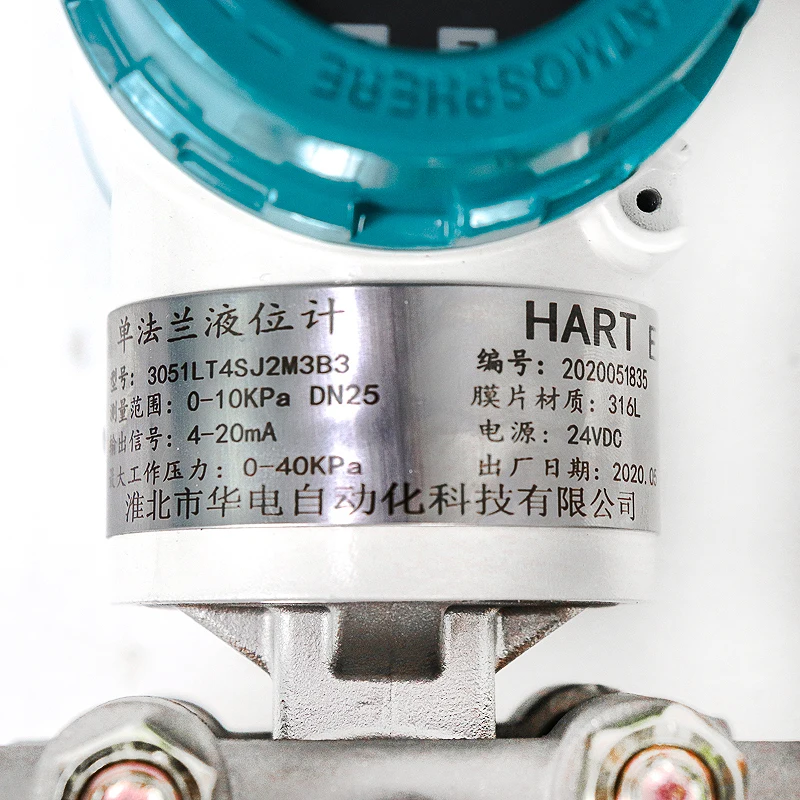 ATMOSPHERE -
单法兰液位计 HART
型号: 3051LT4SJ2M3B3 编号: 2020051835
测量范围: 0-10KPa DN25 膜片材质: 316L
输出信号: 4-20mA 电源: 24VDC
大工作压力: 0-40KPa 出厂日期: 2020.05
淮北市华电自动化科技有限公司